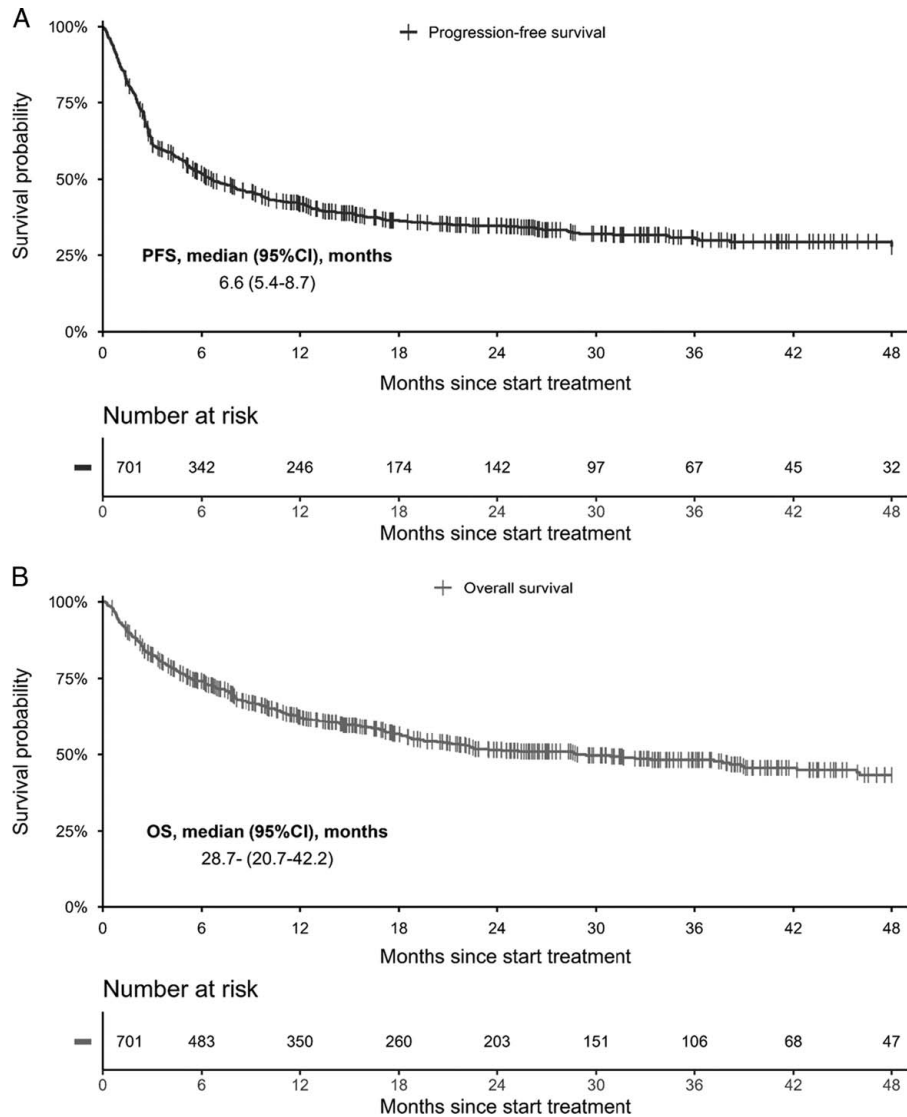 A
Progression-free survival
100%
75%
50%
25%
0%
Survival probability
PFS, median (95%CI), months
6.6 (5.4-8.7)
0 6 12 18 24 30 36 42 48
Months since start treatment
Number at risk
701 342 246 174 142 97 67 45 32
0 6 12 18 24 30 36 42 48
Months since start treatment
B
Overall survival
100%
75%
50%
25%
0%
Survival probability
OS, median (95%CI), months
28.7- (20.7-42.2)
0 6 12 18 24 30 36 42 48
Months since start treatment
Number at risk
701 483 350 260 203 151 106 68 47
0 6 12 18 24 30 36 42 48
Months since start treatment